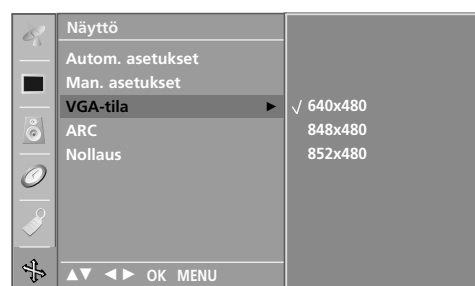 Näyttö
Autom. asetukset
Man. asetukset
VGA-tila ►
ARC
Nollaus
√ 640x480
848x480
852x480
▲▼ ◄ ► OK MENU